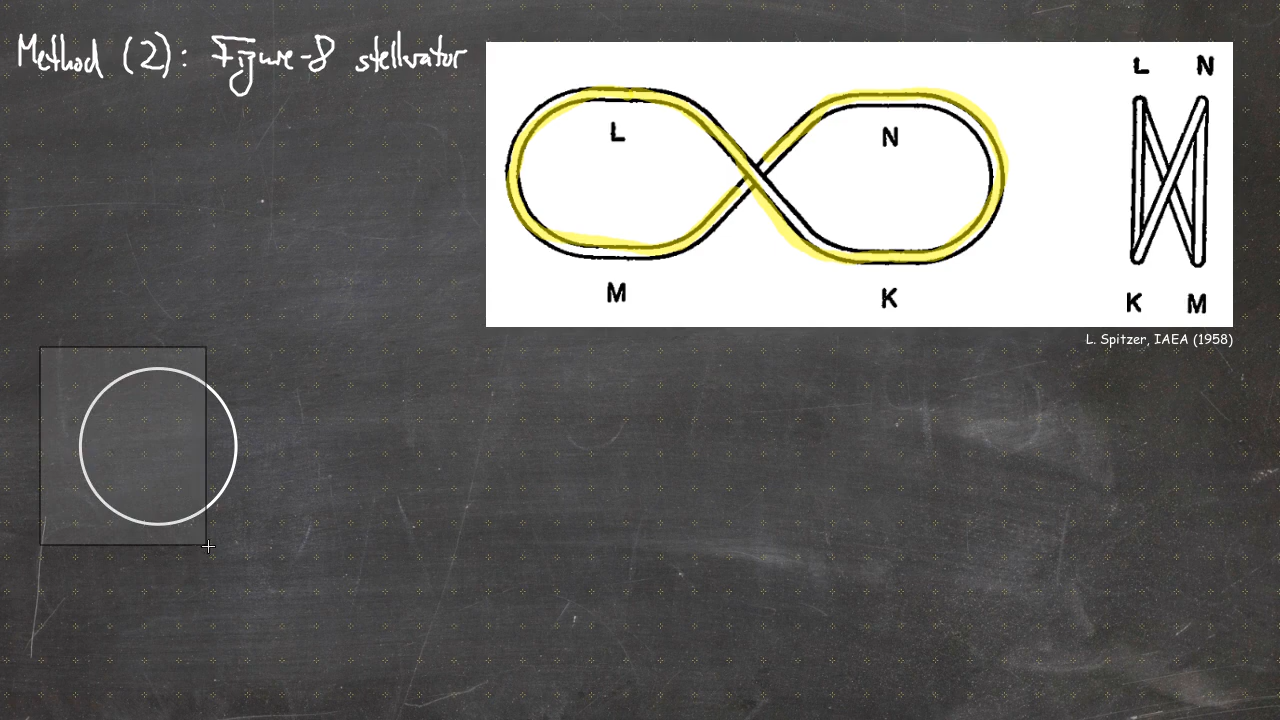 Method (2): Figure-8 stellarator
L N
L N
M K
K M
L. Spitzer, IAEA (1958)